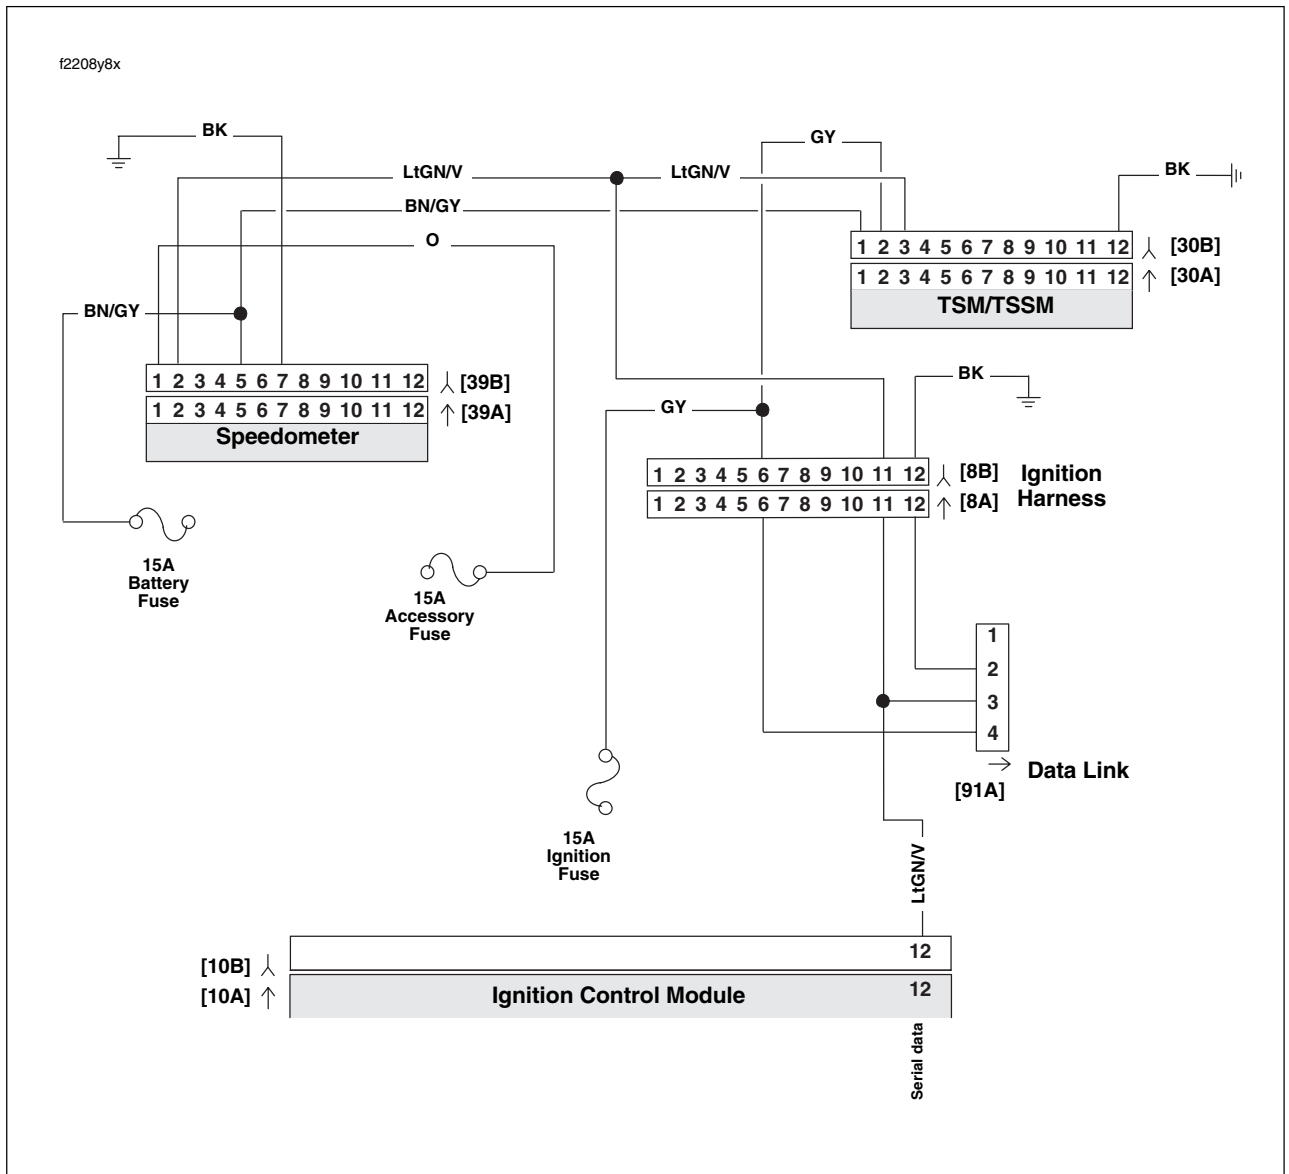 f2208y8x
BK
GY
LtGN/V
LtGN/V
BK
BN/GY
O
1 2 3 4 5 6 7 8 9 10 11 12
[30B]
1 2 3 4 5 6 7 8 9 10 11 12
[30A]
TSM/TSSM
BN/GY
1 2 3 4 5 6 7 8 9 10 11 12
[39B]
1 2 3 4 5 6 7 8 9 10 11 12
[39A]
Speedometer
BK
GY
1 2 3 4 5 6 7 8 9 10 11 12
[8B]
1 2 3 4 5 6 7 8 9 10 11 12
[8A]
Ignition
Harness
15A
Battery
Fuse
15A
Accessory
Fuse
1
2
3
4
Data Link
[91A]
15A
Ignition
Fuse
LtGN/V
[10B]
12
[10A]
Ignition Control Module
12
Serial data